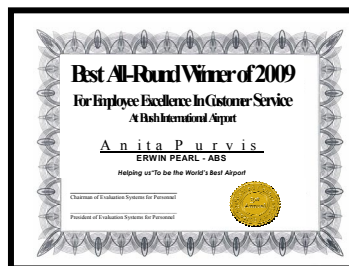 Best All-Round Winner of 2009
For Employee Excellence In Customer Service
At Bush International Airport
Anita Purvis
ERWIN PEARL - ABS
Helping us"To be the World's Best Airport
Chairman of Evaluation Systems for Personnel
President of Evaluation Systems for Personnel